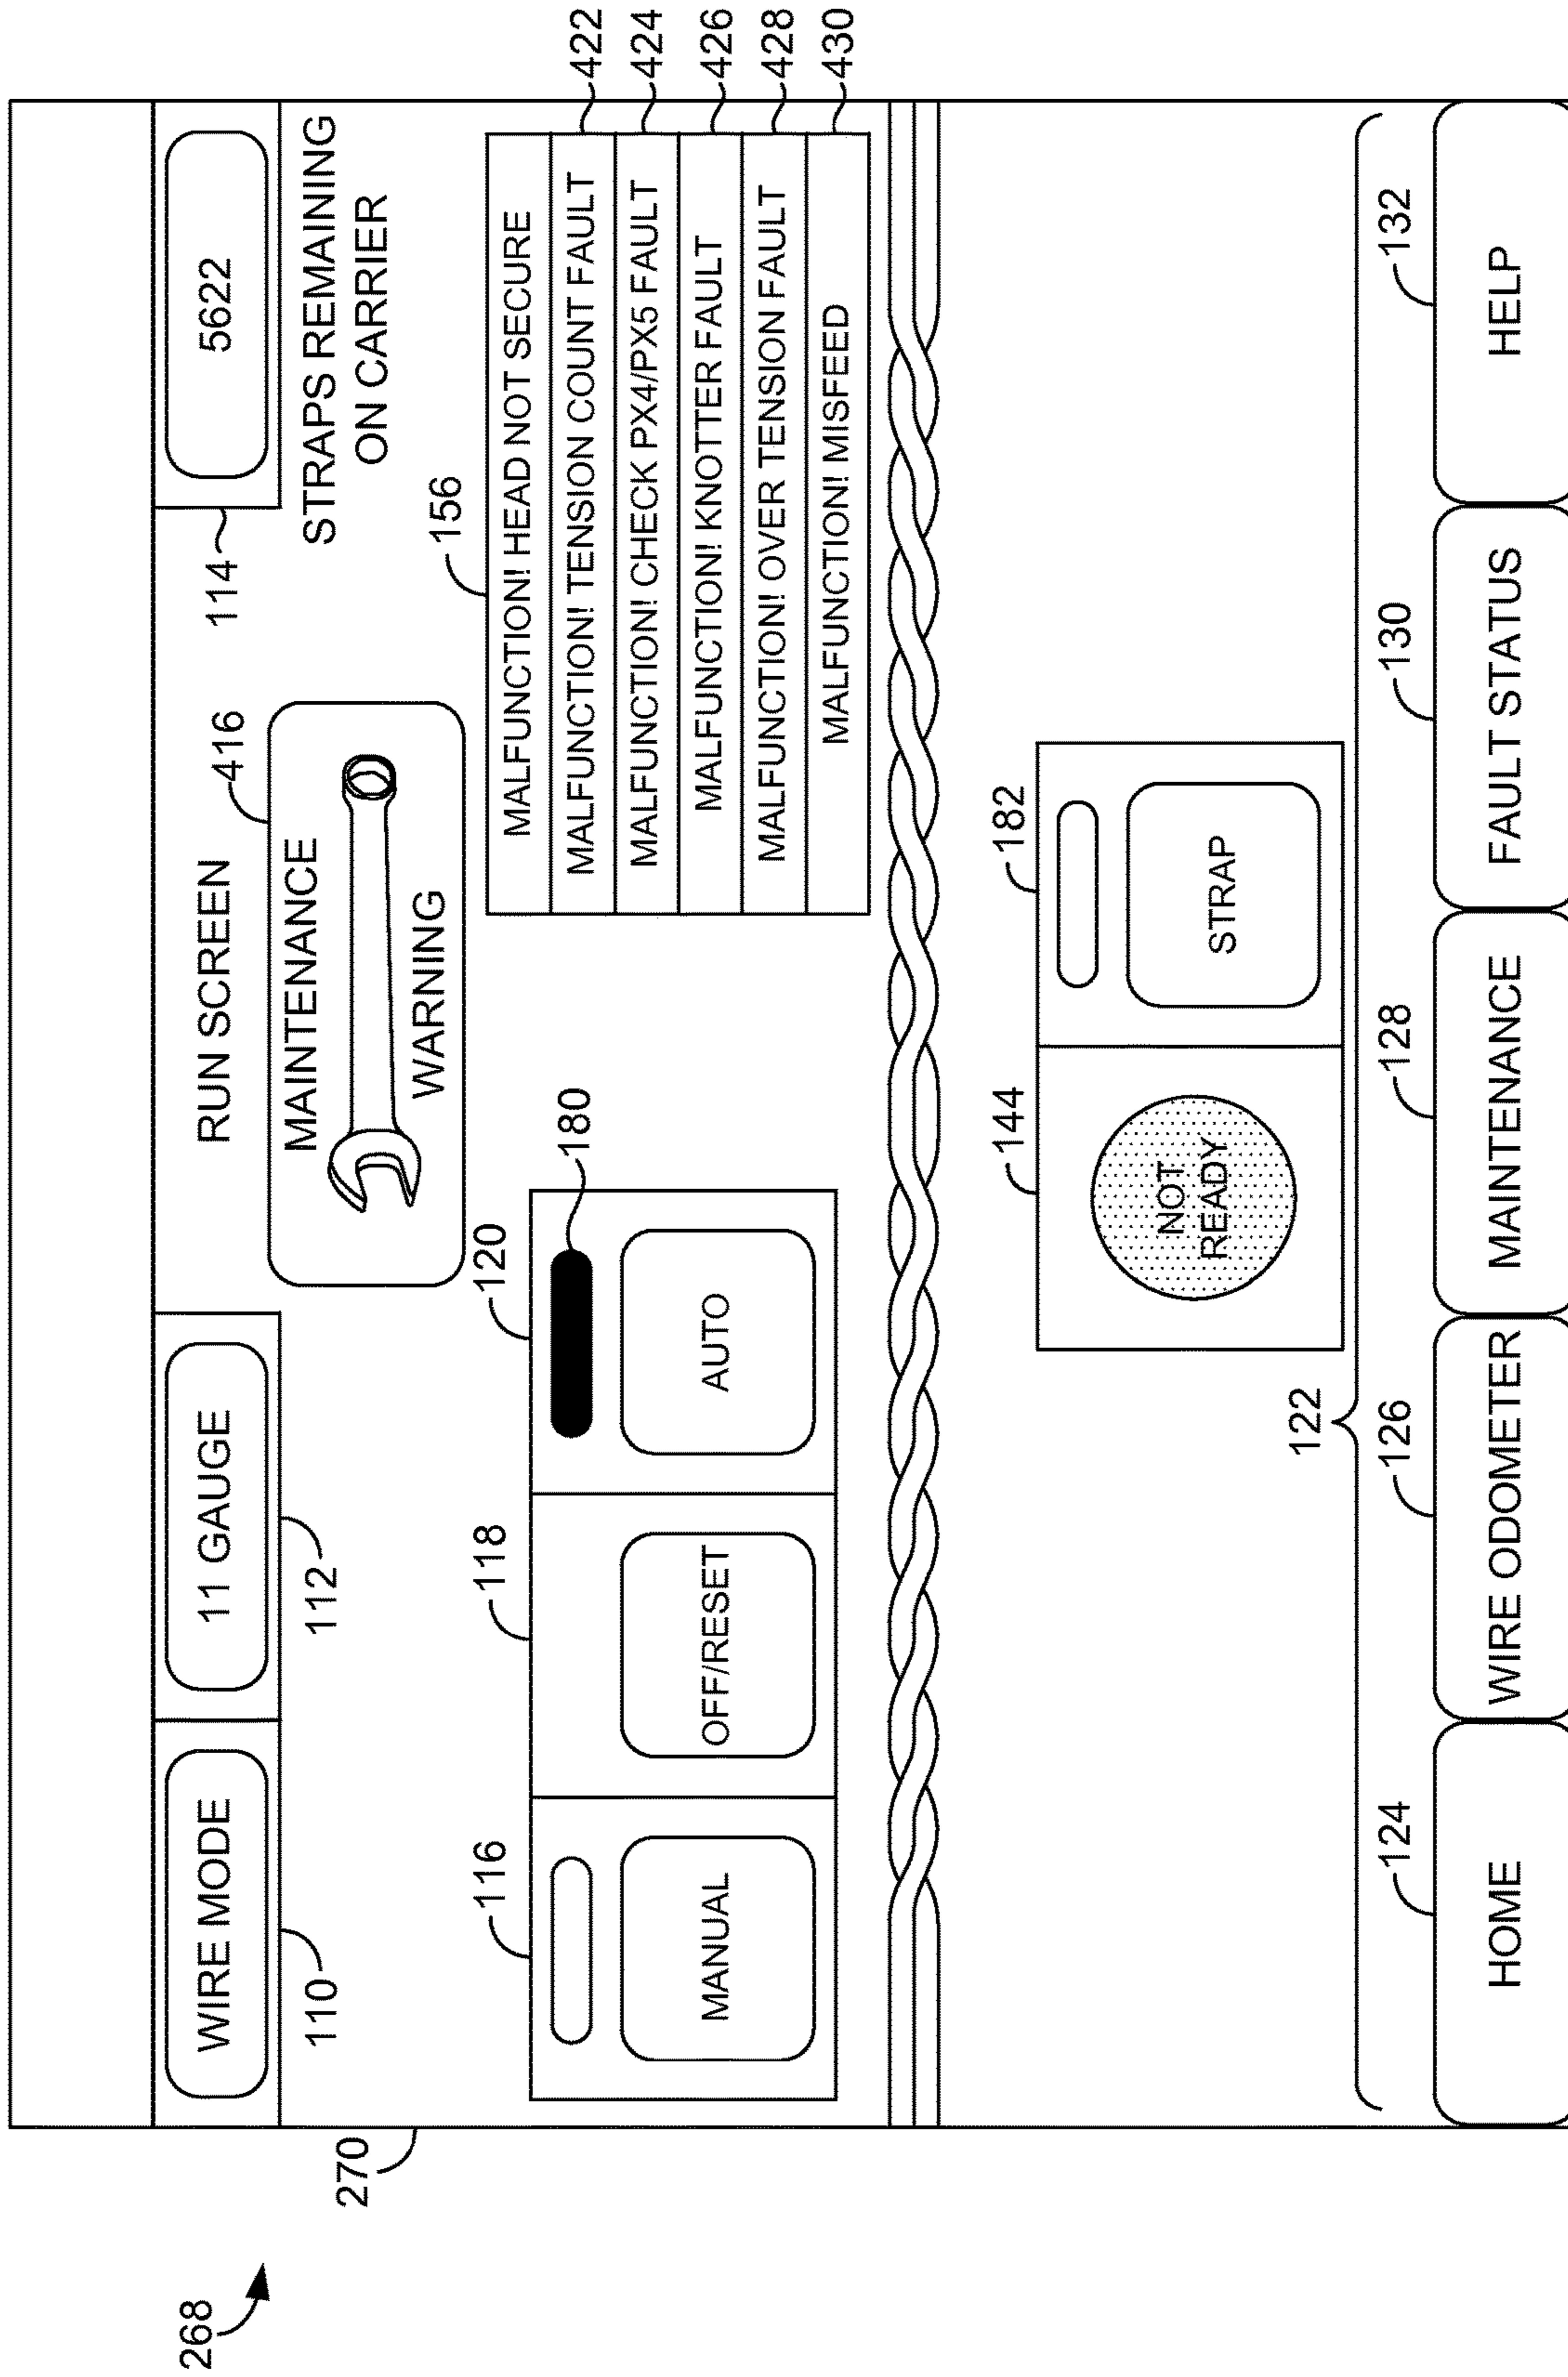 268
270
WIRE MODE
110
11 GAUGE
112
RUN SCREEN
416
MAINTENANCE
WARNING
114
5622
STRAPS REMAINING
ON CARRIER
116
MANUAL
118
OFF/RESET
120
180
AUTO
156
MALFUNCTION! HEAD NOT SECURE
MALFUNCTION! TENSION COUNT FAULT
422
MALFUNCTION! CHECK PX4/PX5 FAULT
424
MALFUNCTION! KNOTTER FAULT
426
MALFUNCTION! OVER TENSION FAULT
428
MALFUNCTION! MISFEED
430
144
NOT
READY
182
STRAP
122
124
HOME
126
WIRE ODOMETER
128
MAINTENANCE
130
FAULT STATUS
132
HELP